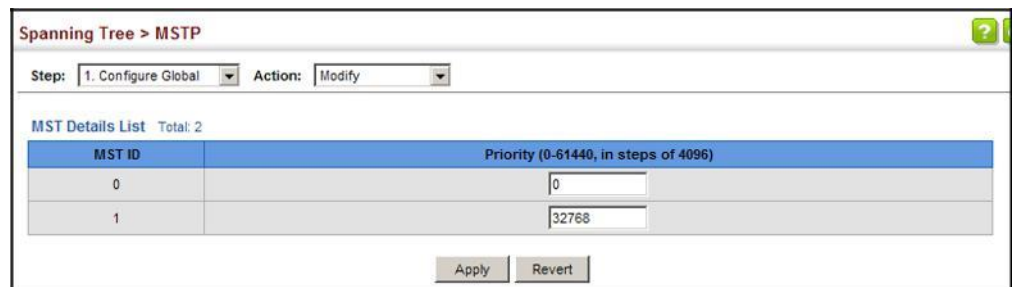 Spanning Tree > MSTP
?
Step: 1. Configure Global Action: Modify
MST Details List Total: 2
MST ID Priority (0-61440, in steps of 4096)
0 0
1 32768
Apply Revert